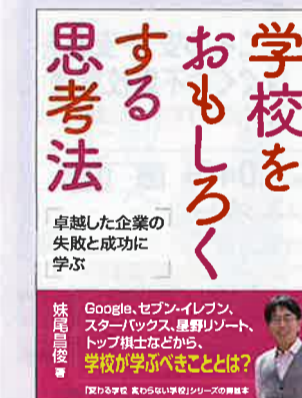 学校を
おもしろく
する
思考法
卓越した企業の
失敗と成功に
学ぶ
妹尾昌俊 著
Google、セブン-イレブン、
スターバックス、星野リゾート、
トップ棋士などから、
学校が学ぶべきこととは?
「変わる学校 変わらない学校」シリーズの